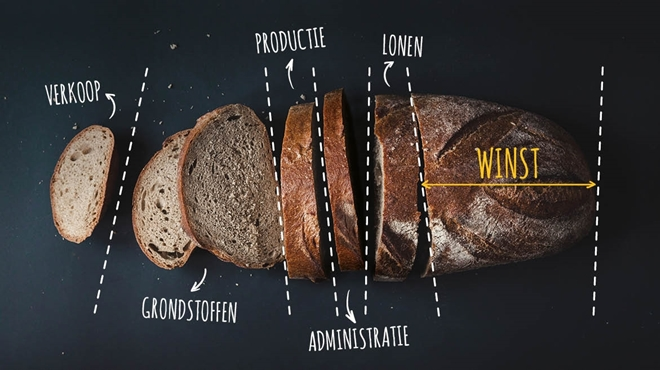 VERKOOP
GRONDSTOFFEN
PRODUCTIE
ADMINISTRATIE
LONEN
WINST